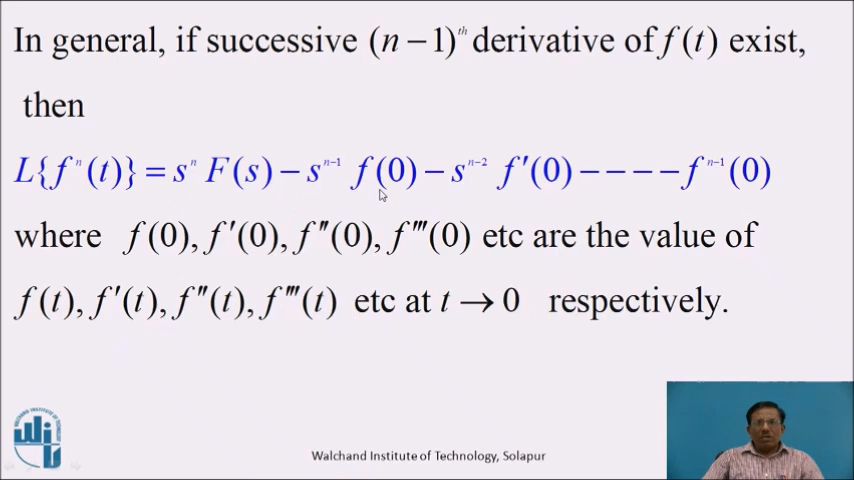 In general, if successive (n − 1)ᵗʰ derivative of f (t) exist,
then
L{f ⁿ (t)} = sⁿ F(s) − sⁿ⁻¹ f (0) − sⁿ⁻² f ′(0) − − − − f ⁿ⁻¹ (0)
where f (0), f ′(0), f ″(0), f ‴(0) etc are the value of
f (t), f ′(t), f ″(t), f ‴(t) etc at t → 0 respectively.
Walchand Institute of Technology, Solapur